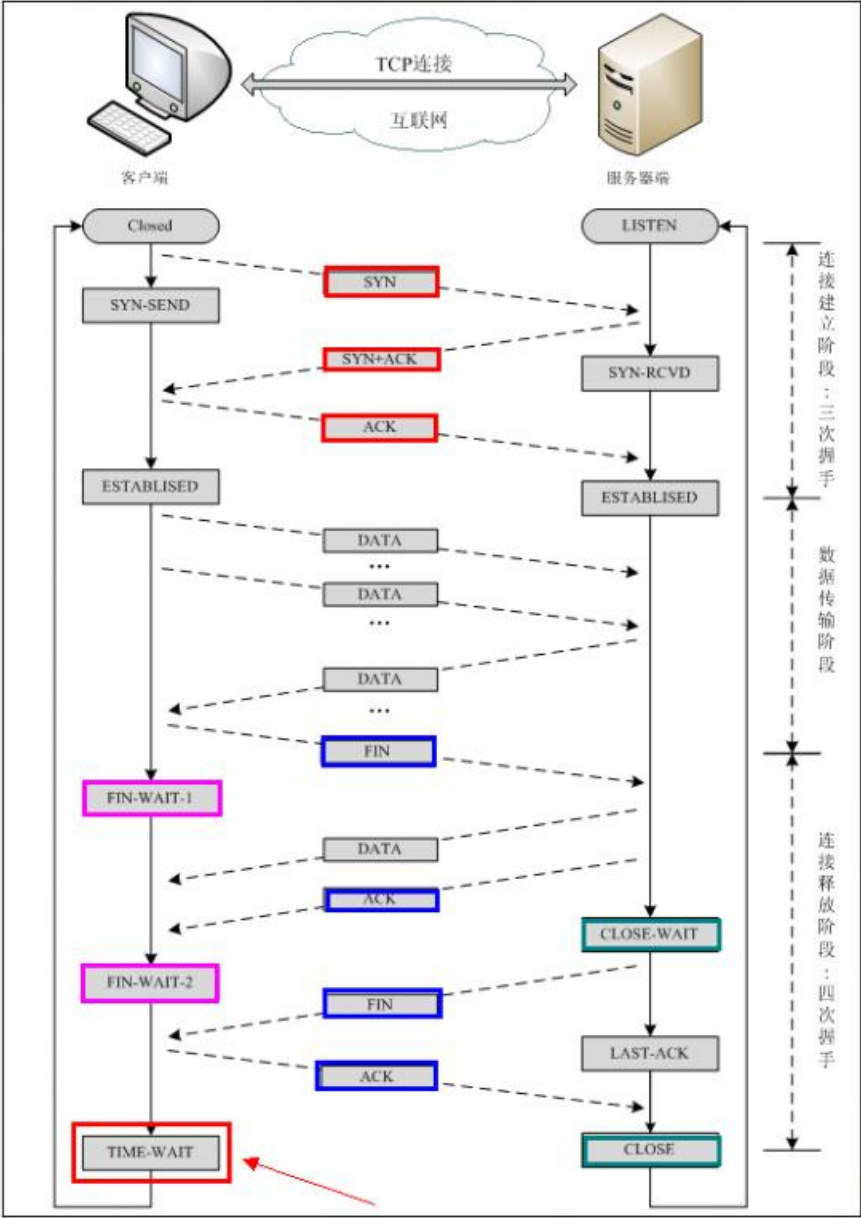 TCP连接
互联网
客户端
服务器端
Closed
LISTEN
SYN
SYN-SEND
SYN+ACK
SYN-RCVD
ACK
ESTABLISED
ESTABLISED
连接建立阶段：三次握手
DATA
...
DATA
...
DATA
...
数据传输阶段
FIN
FIN-WAIT-1
DATA
ACK
CLOSE-WAIT
FIN-WAIT-2
FIN
LAST-ACK
ACK
TIME-WAIT
CLOSE
连接释放阶段：四次握手